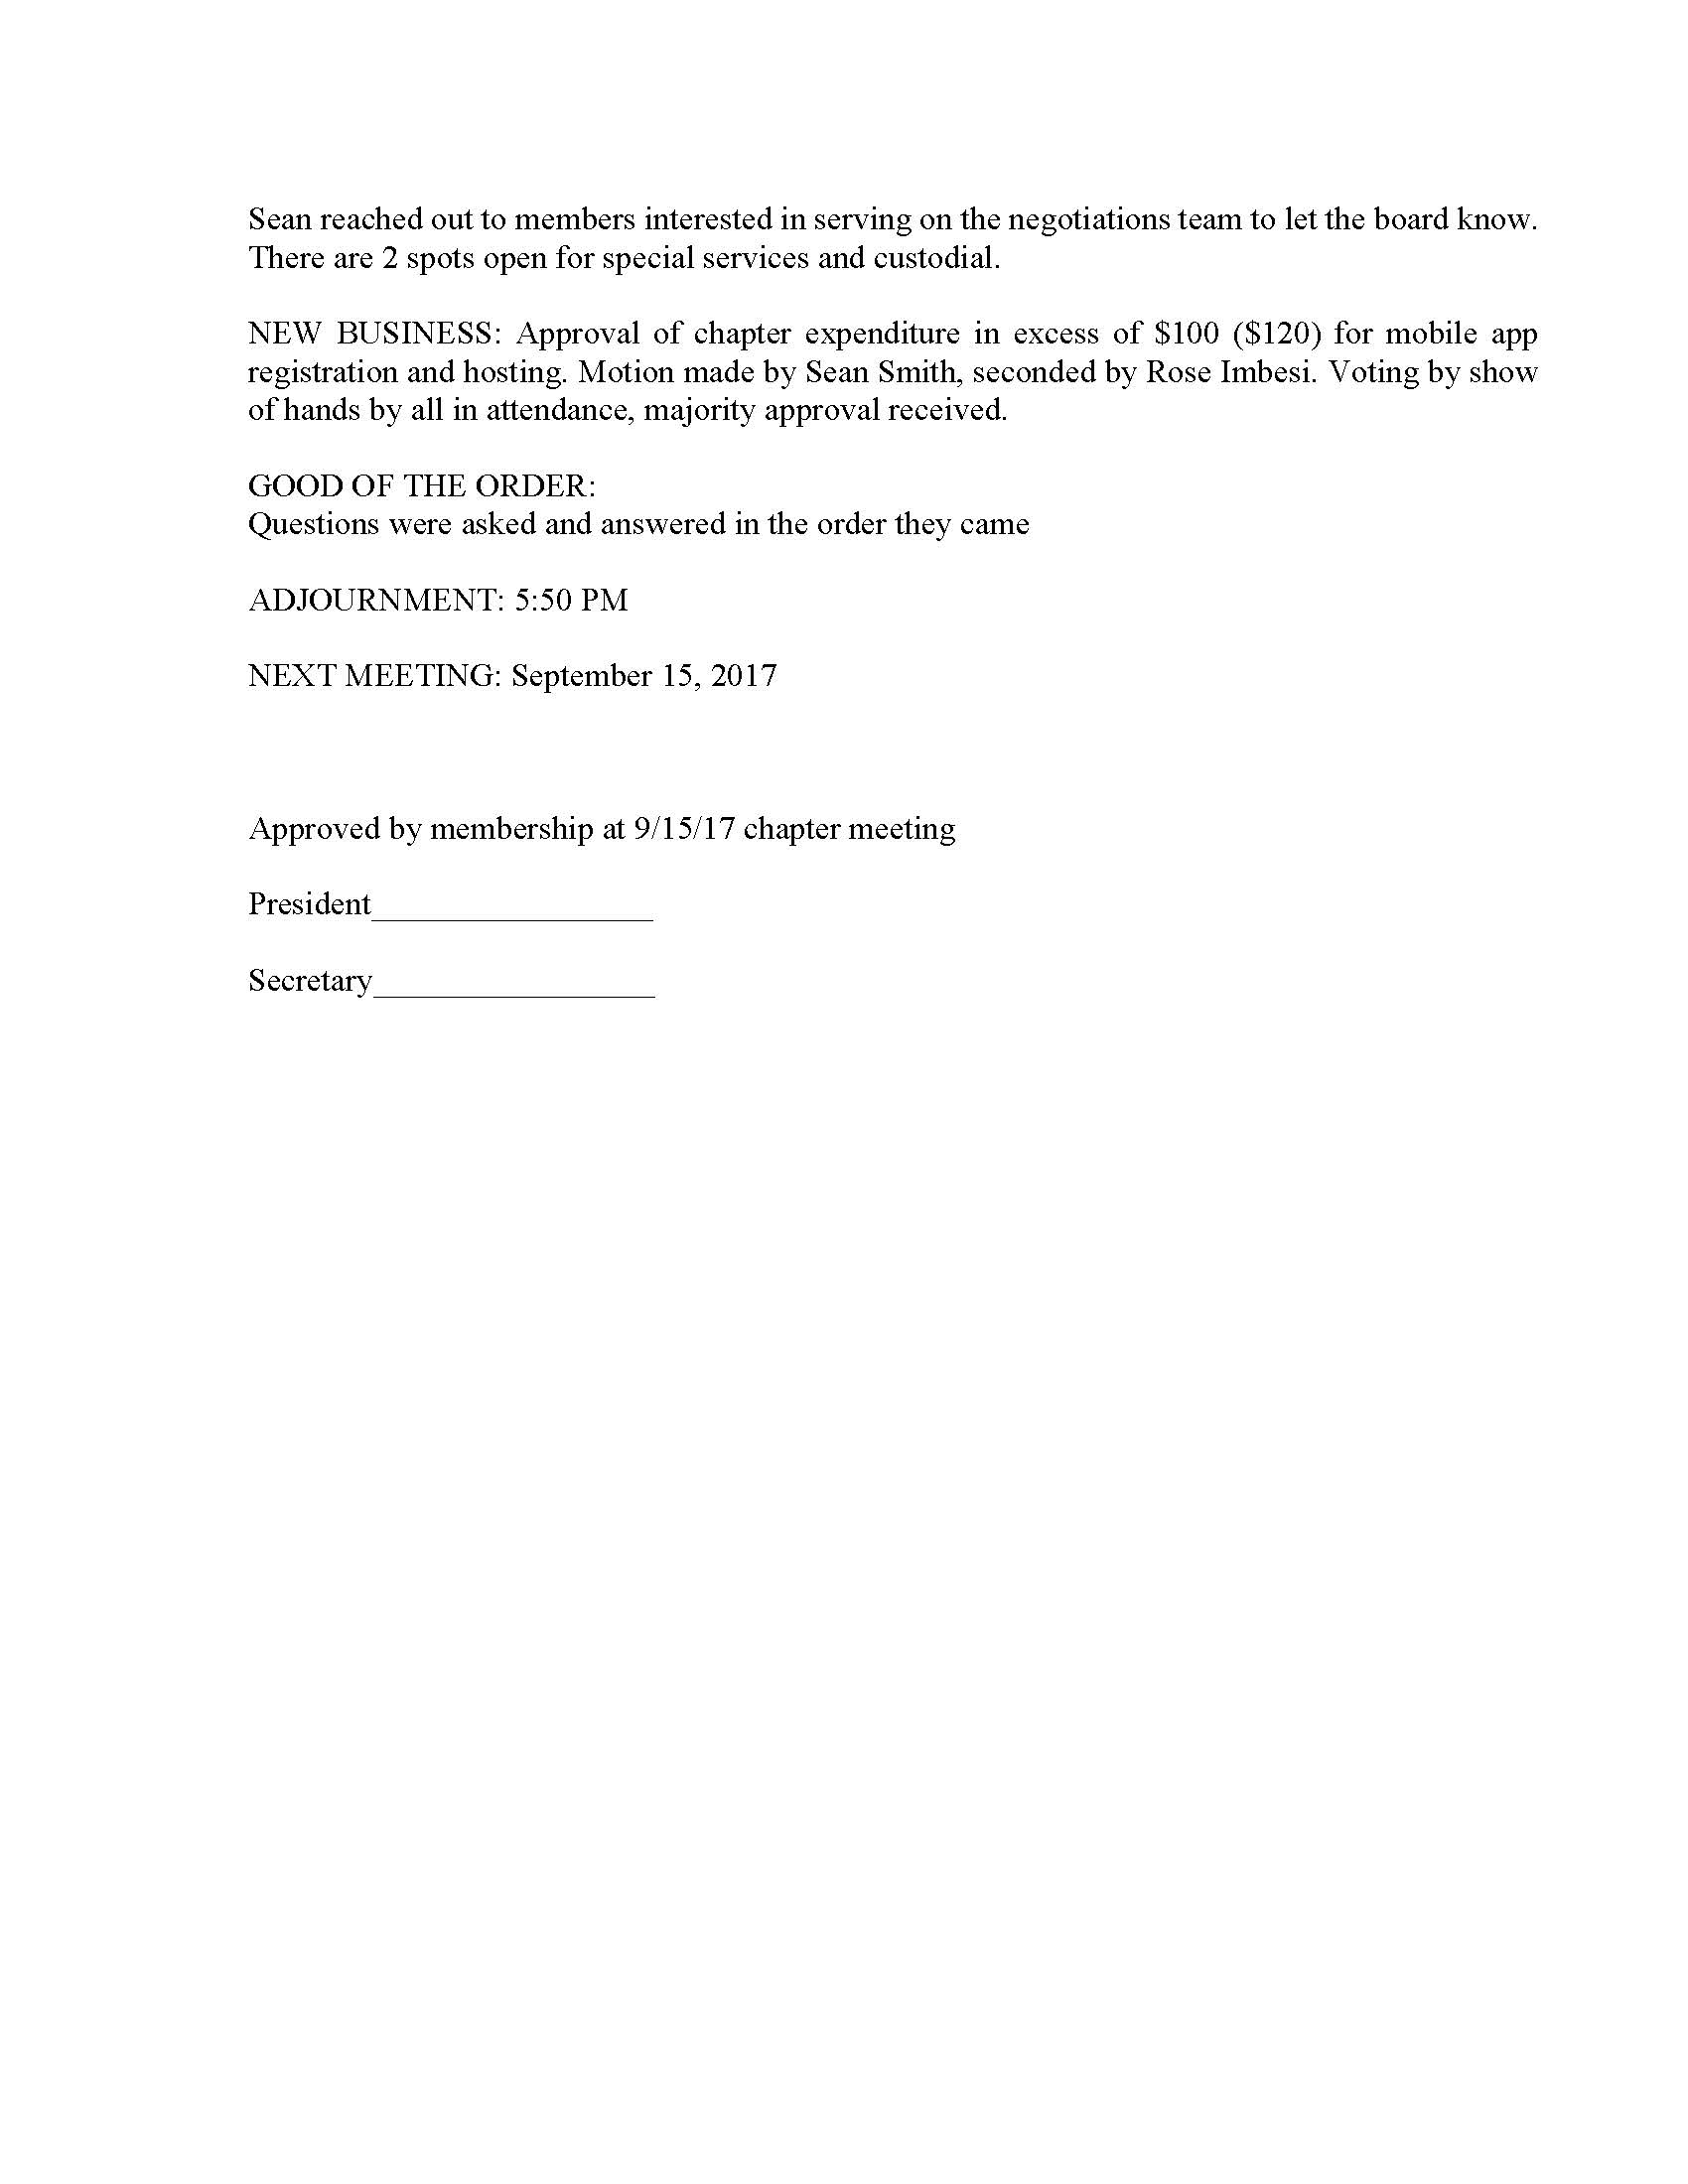 Sean reached out to members interested in serving on the negotiations team to let the board know.
There are 2 spots open for special services and custodial.
NEW BUSINESS: Approval of chapter expenditure in excess of $100 ($120) for mobile app
registration and hosting. Motion made by Sean Smith, seconded by Rose Imbesi. Voting by show
of hands by all in attendance, majority approval received.
GOOD OF THE ORDER:
Questions were asked and answered in the order they came
ADJOURNMENT: 5:50 PM
NEXT MEETING: September 15, 2017
Approved by membership at 9/15/17 chapter meeting
President_________________
Secretary_________________